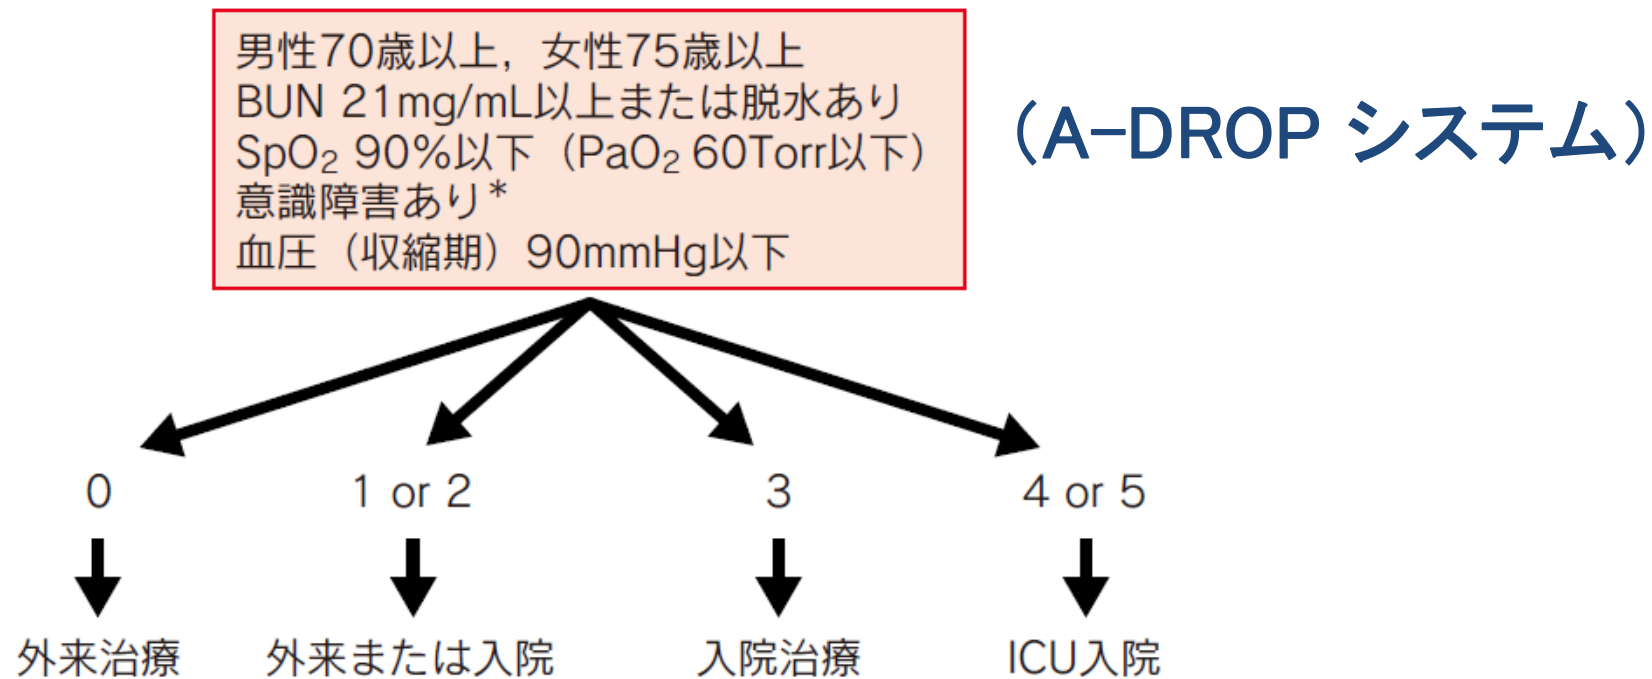 男性70歳以上，女性75歳以上
BUN 21mg/mL以上または脱水あり
SpO₂ 90%以下（PaO₂ 60Torr以下）
意識障害あり*
血圧（収縮期）90mmHg以下
（A-DROP システム）
0
1 or 2
3
4 or 5
外来治療
外来または入院
入院治療
ICU入院